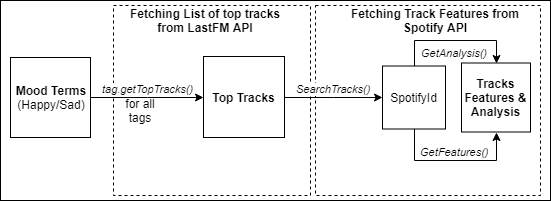 Fetching List of top tracks
from LastFM API
Fetching Track Features from
Spotify API
Mood Terms
(Happy/Sad)
tag.getTopTracks()
for all
tags
Top Tracks
SearchTracks()
SpotifyId
GetAnalysis()
GetFeatures()
Tracks
Features &
Analysis